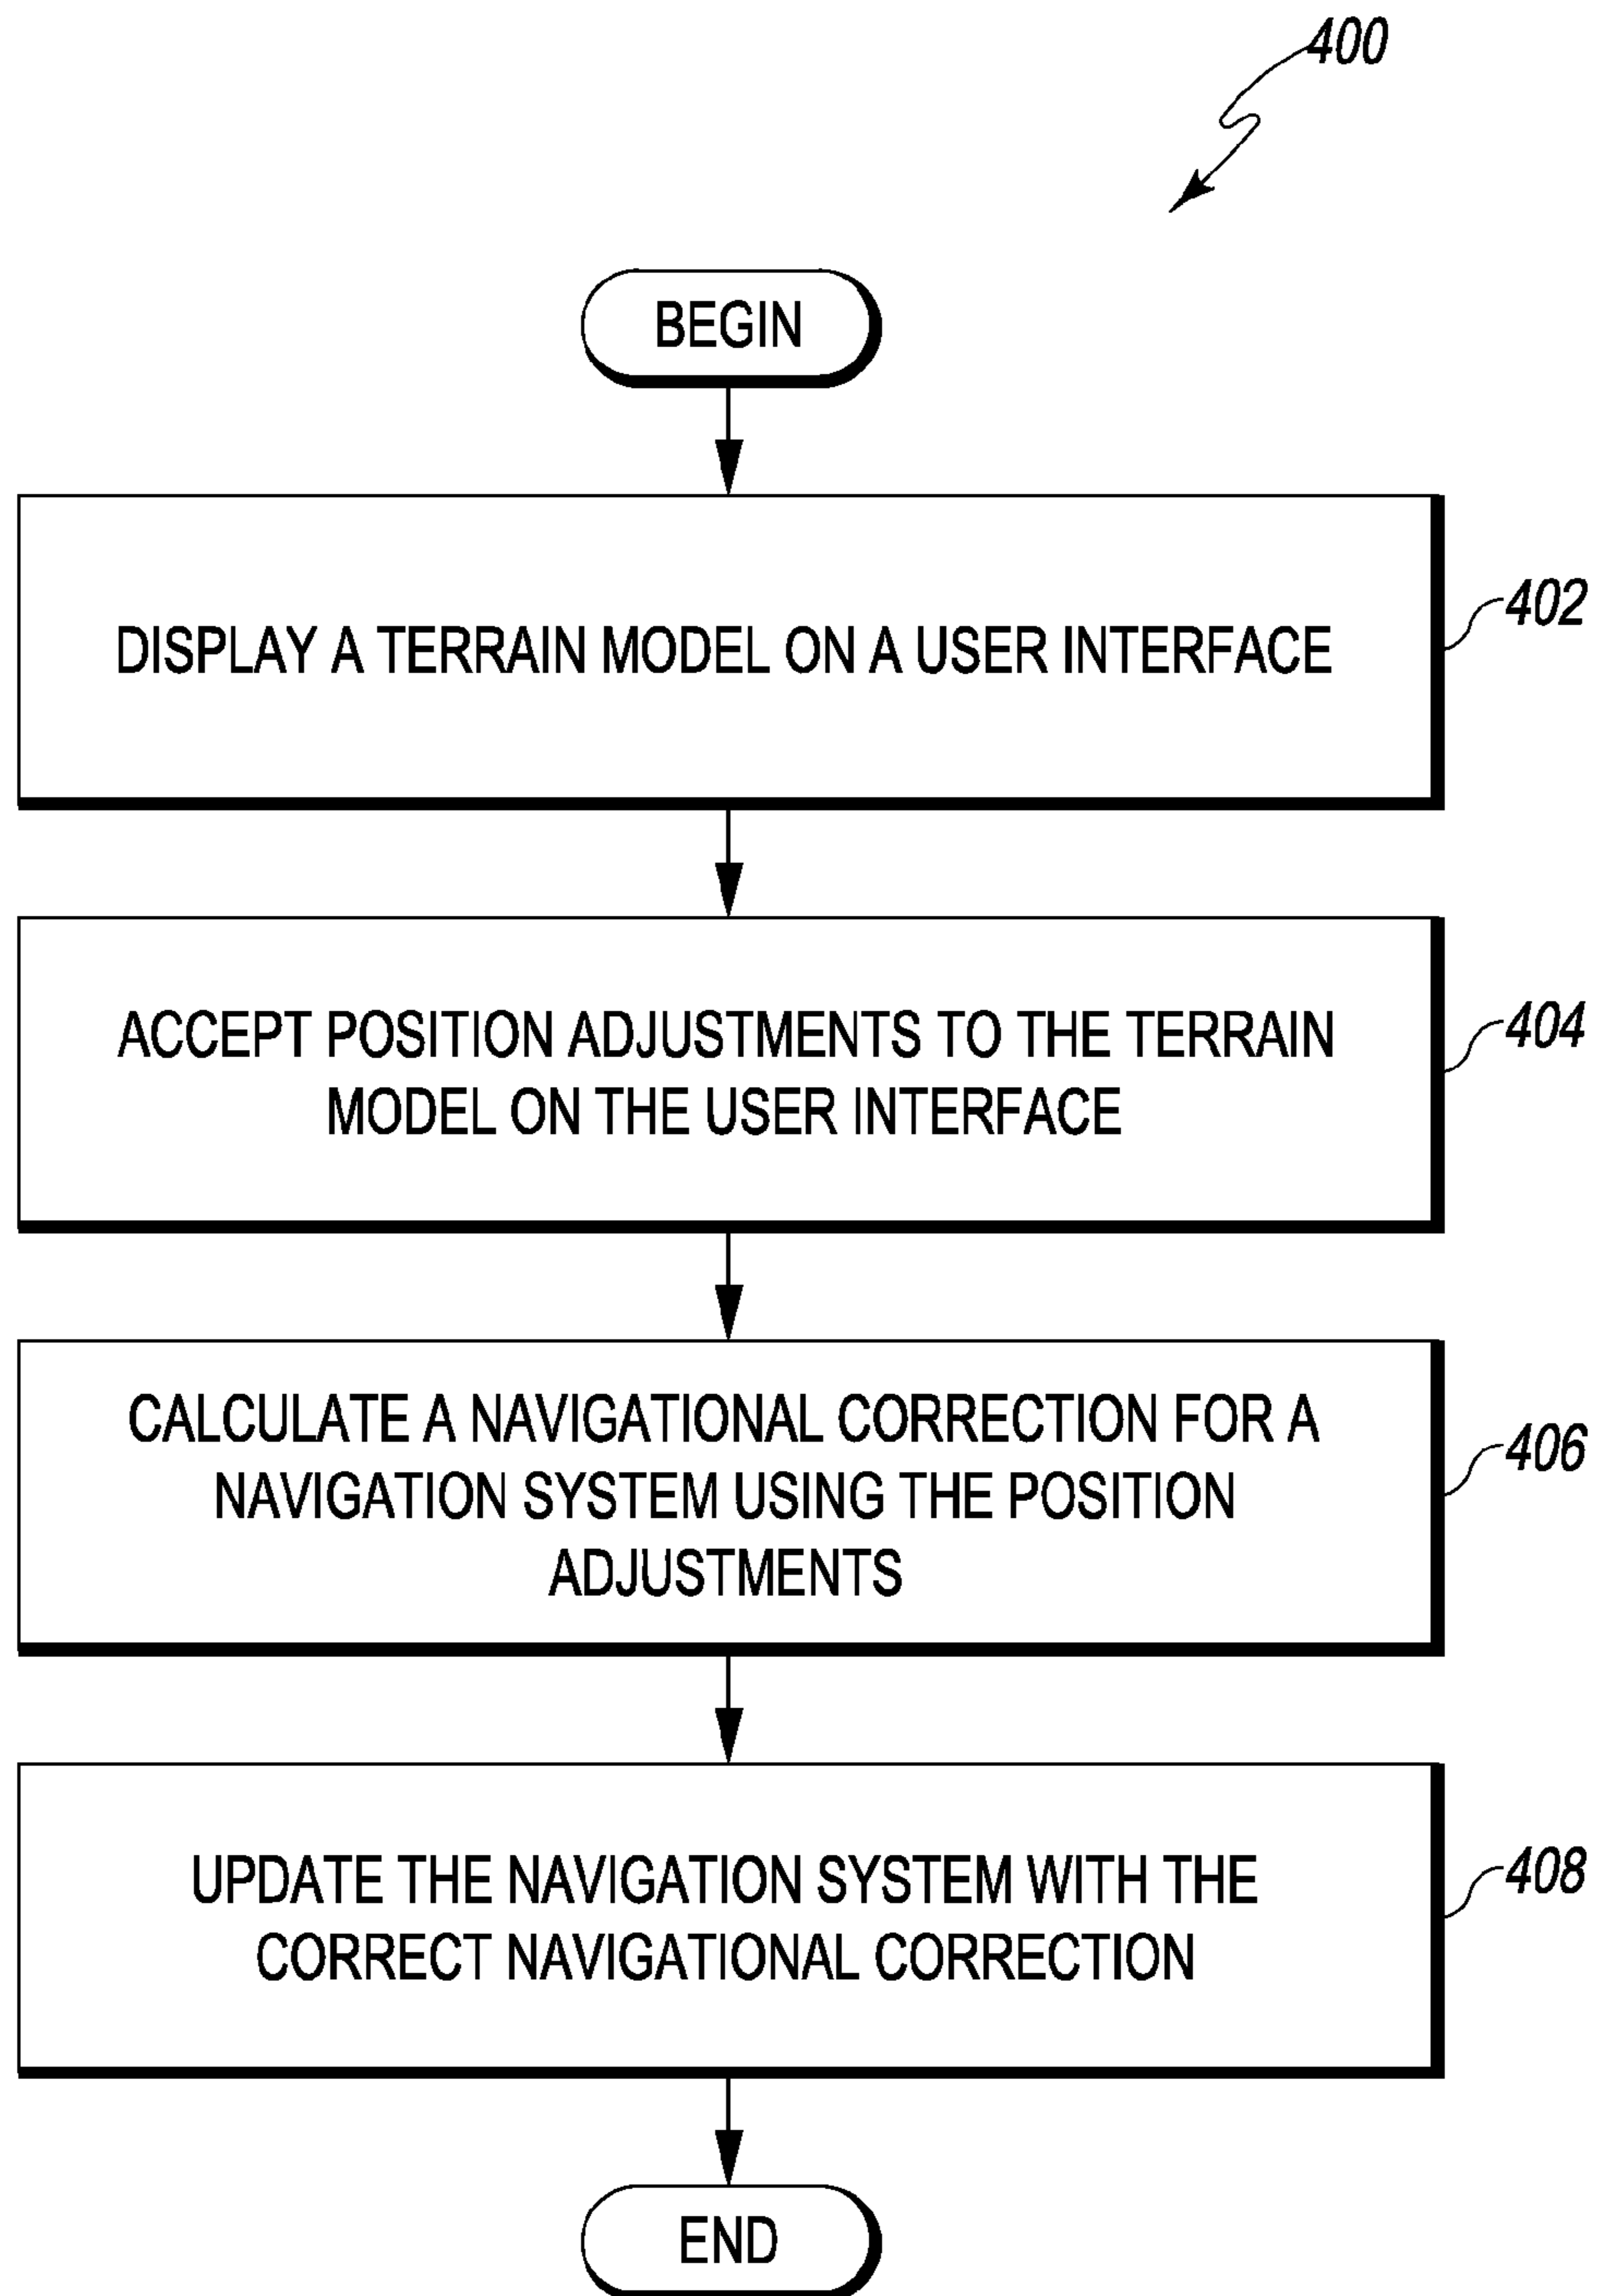 400
BEGIN
DISPLAY A TERRAIN MODEL ON A USER INTERFACE
402
ACCEPT POSITION ADJUSTMENTS TO THE TERRAIN
MODEL ON THE USER INTERFACE
404
CALCULATE A NAVIGATIONAL CORRECTION FOR A
NAVIGATION SYSTEM USING THE POSITION
ADJUSTMENTS
406
UPDATE THE NAVIGATION SYSTEM WITH THE
CORRECT NAVIGATIONAL CORRECTION
408
END